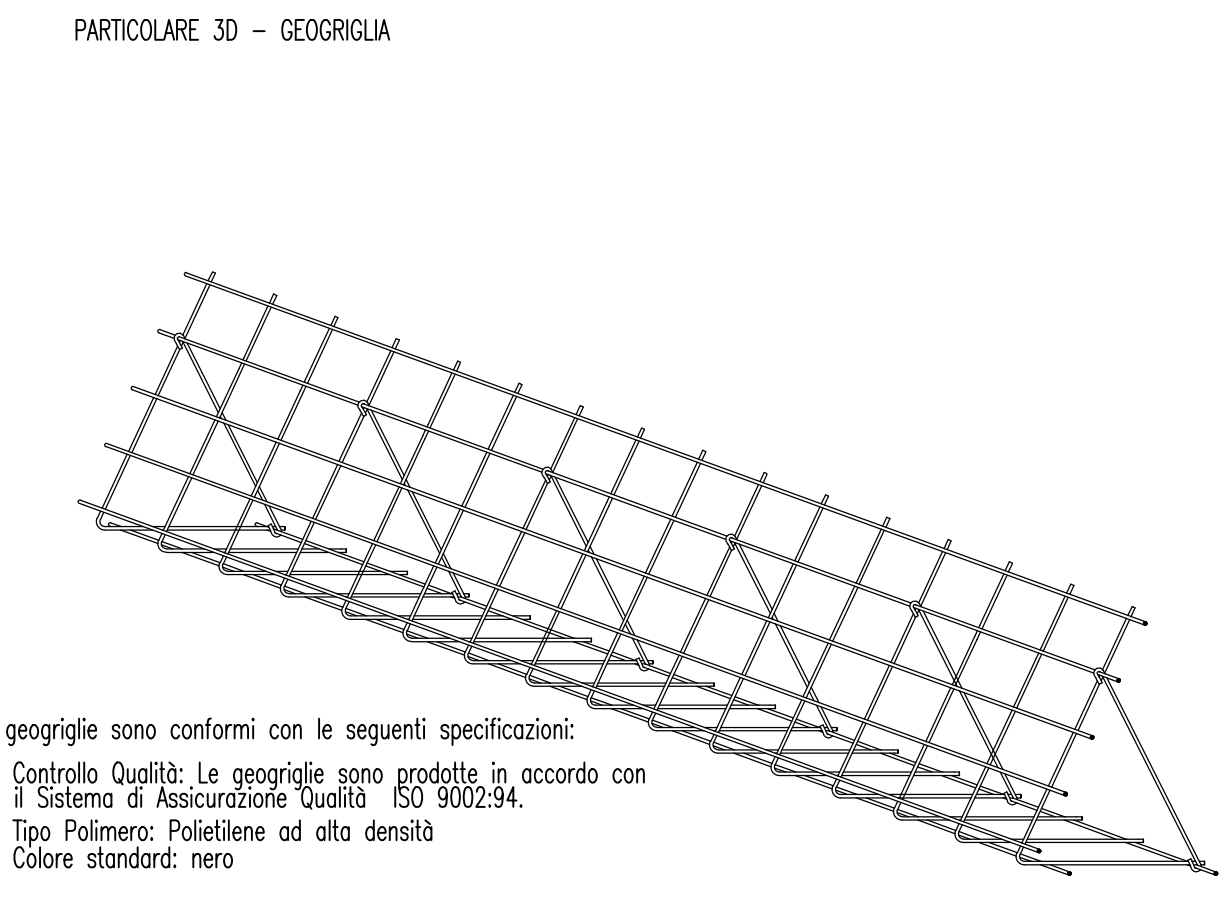 PARTICOLARE 3D – GEOGRIGLIA
geogriglie sono conformi con le seguenti specificazioni:
Controllo Qualità: Le geogriglie sono prodotte in accordo con
il Sistema di Assicurazione Qualità ISO 9002:94.
Tipo Polimero: Polietilene ad alta densità
Colore standard: nero